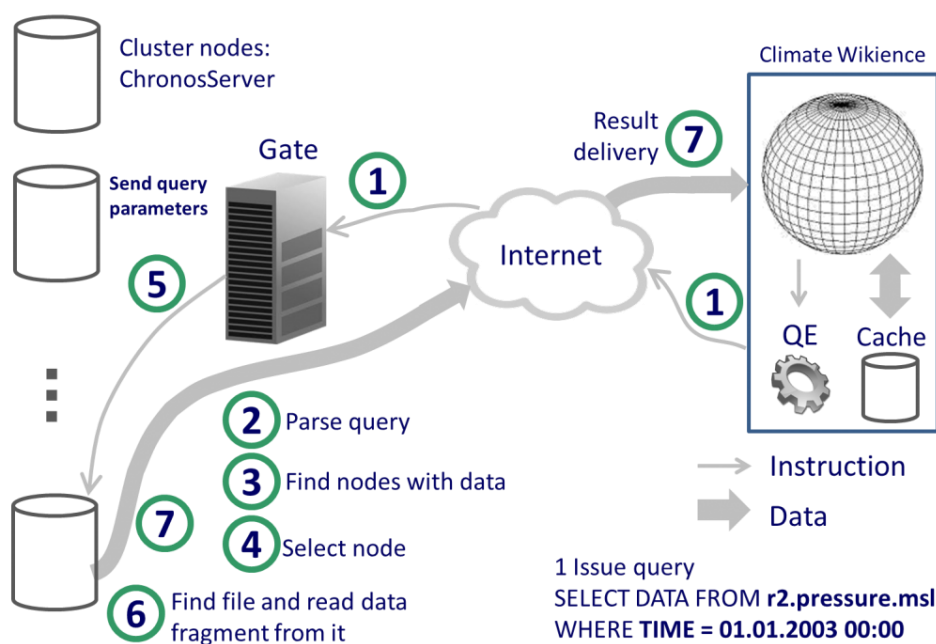 Cluster nodes:
ChronosServer
Climate Wikience
Gate
1
Result
delivery
7
Send query
parameters
Internet
5
1
QE
Cache
2 Parse query
3 Find nodes with data
4 Select node
7
6 Find file and read data
fragment from it
Instruction
Data
1 Issue query
SELECT DATA FROM r2.pressure.msl
WHERE TIME = 01.01.2003 00:00